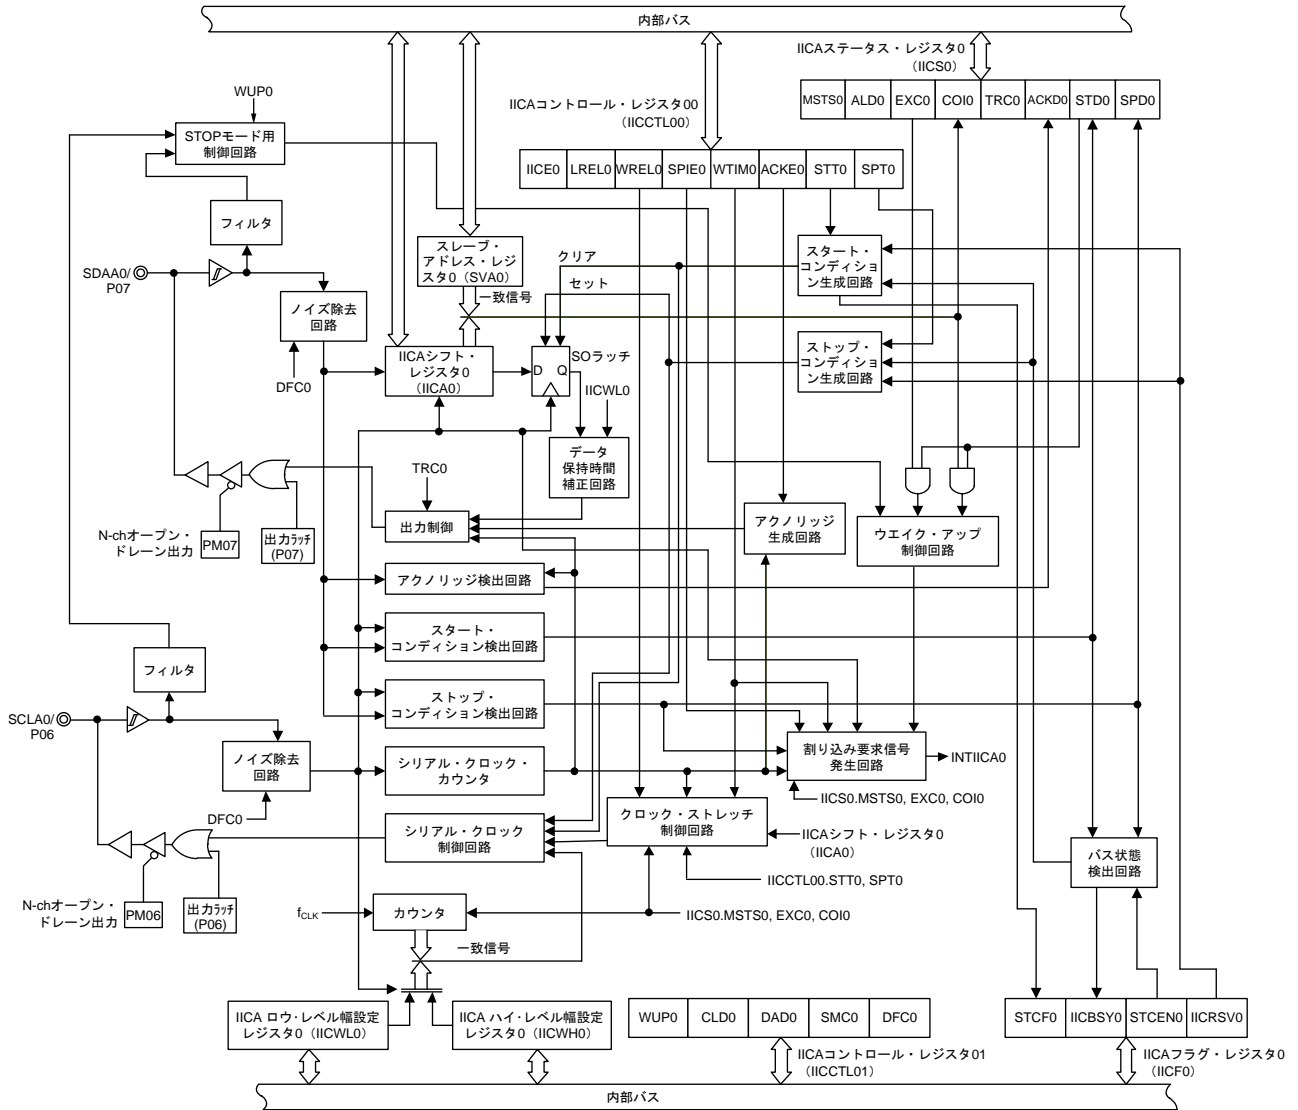 内部バス
IICAステータス・レジスタ0
（IICS0）
MSTS0 ALD0 EXC0 COI0 TRC0 ACKD0 STD0 SPD0
WUP0
STOPモード用
制御回路
IICAコントロール・レジスタ00
（IICCTL00）
IICE0 LREL0 WREL0 SPIE0 WTIM0 ACKE0 STT0 SPT0
フィルタ
スレーブ・
アドレス・レジ
スタ0（SVA0）
クリア
セット
一致信号
スタート・
コンディショ
ン生成回路
SDAA0/
P07
ノイズ除去
回路
DFC0
IICAシフト・
レジスタ0
（IICA0）
D Q
SOラッチ
IICWL0
ストップ・
コンディショ
ン生成回路
データ
保持時間
補正回路
TRC0
出力制御
アクノリッジ
生成回路
ウエイク・アップ
制御回路
N-chオープン・
ドレーン出力
PM07
出力ラッチ
(P07)
アクノリッジ検出回路
スタート・
コンディション検出回路
フィルタ
ストップ・
コンディション検出回路
SCLA0/
P06
ノイズ除去
回路
DFC0
シリアル・クロック・
カウンタ
割り込み要求信号
発生回路
INTIICA0
IICS0.MSTS0, EXC0, COI0
シリアル・クロック
制御回路
クロック・ストレッチ
制御回路
IICAシフト・レジスタ0
（IICA0）
バス状態
検出回路
IICCTL00.STT0, SPT0
N-chオープン・
ドレーン出力
PM06
出力ラッチ
(P06)
fCLK
カウンタ
IICS0.MSTS0, EXC0, COI0
一致信号
IICA ロウ・レベル幅設定
レジスタ0（IICWL0）
IICA ハイ・レベル幅設定
レジスタ0（IICWH0）
WUP0 CLD0 DAD0 SMC0 DFC0
STCF0 IICBSY0 STCEN0 IICRSV0
IICAコントロール・レジスタ01
（IICCTL01）
IICAフラグ・レジスタ0
（IICF0）
内部バス